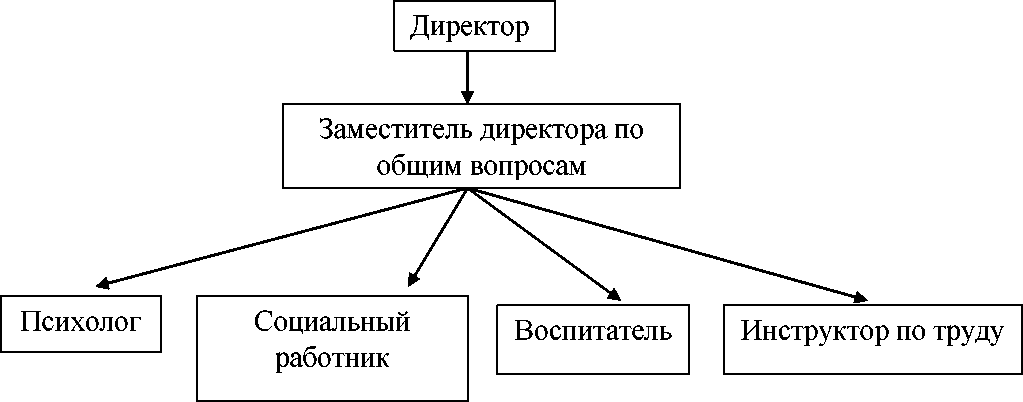 Директор
Заместитель директора по
общим вопросам
Психолог
Социальный
работник
Воспитатель
Инструктор по труду